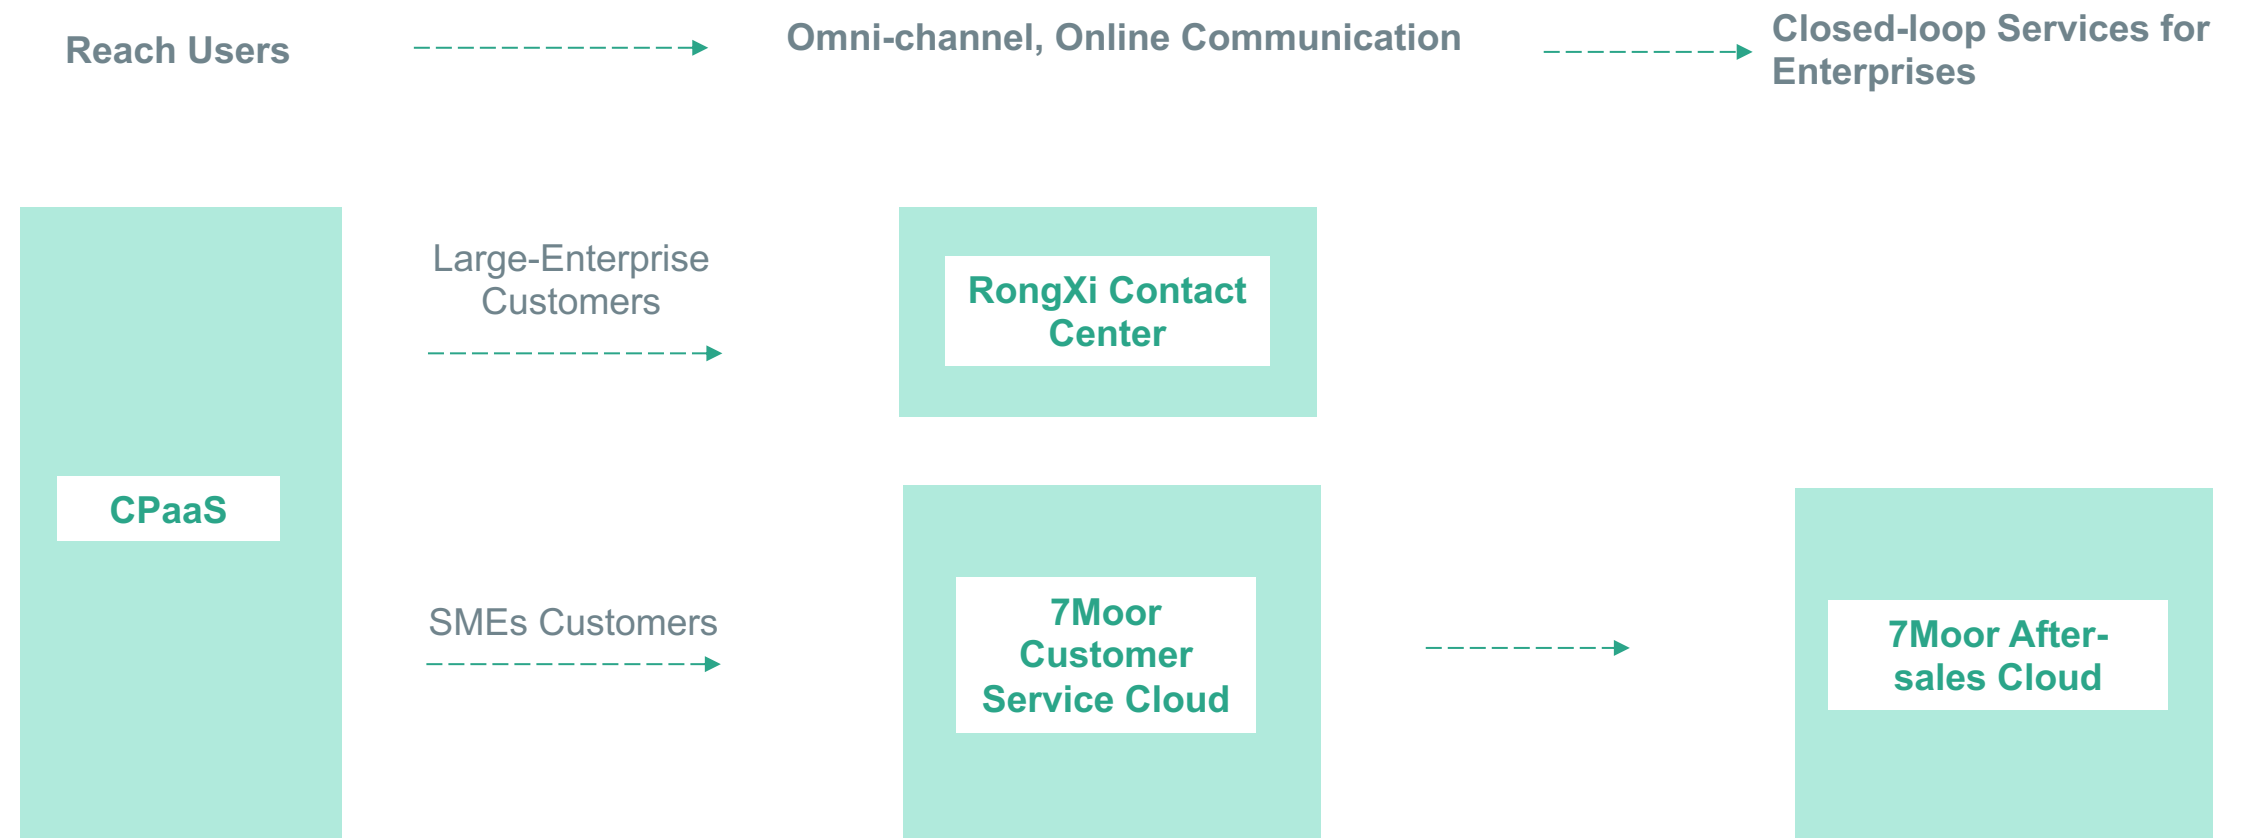 Reach Users
Omni-channel, Online Communication
Closed-loop Services for
Enterprises
Large-Enterprise
Customers
RongXi Contact
Center
CPaaS
SMEs Customers
7Moor
Customer
Service Cloud
7Moor After-
sales Cloud